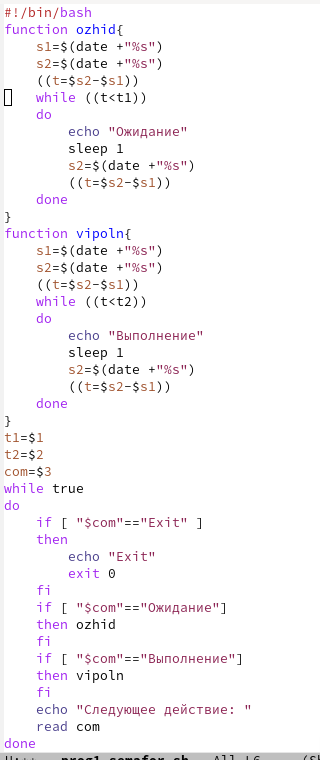 #!/bin/bash
function ozhid{
    s1=$(date +"%s")
    s2=$(date +"%s")
    ((t=$s2-$s1))
    while ((t<t1))
    do
        echo "Ожидание"
        sleep 1
        s2=$(date +"%s")
        ((t=$s2-$s1))
    done
}
function vipoln{
    s1=$(date +"%s")
    s2=$(date +"%s")
    ((t=$s2-$s1))
    while ((t<t2))
    do
        echo "Выполнение"
        sleep 1
        s2=$(date +"%s")
        ((t=$s2-$s1))
    done
}
t1=$1
t2=$2
com=$3
while true
do
    if [ "$com"=="Exit" ]
    then
        echo "Exit"
        exit 0
    fi
    if [ "$com"=="Ожидание"]
    then ozhid
    fi
    if [ "$com"=="Выполнение"]
    then vipoln
    fi
    echo "Следующее действие: "
    read com
done
prog1_semafor.sh All L6